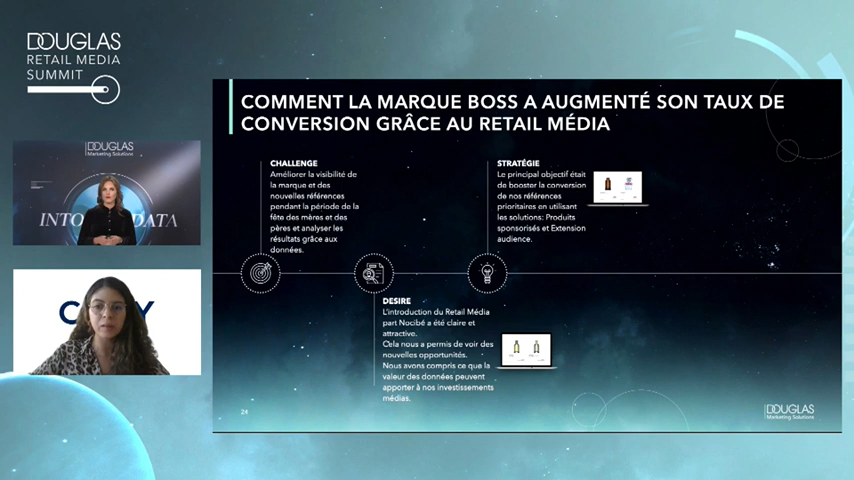 DOUGLAS
RETAIL MEDIA
SUMMIT
DOUGLAS
Marketing Solutions
INTO DATA
C Y
COMMENT LA MARQUE BOSS A AUGMENTÉ SON TAUX DE
CONVERSION GRÂCE AU RETAIL MÉDIA
CHALLENGE
Améliorer la visibilité de
la marque et des
nouvelles références
pendant la période de la
fête des mères et des
pères et analyser les
résultats grâce aux
données.
STRATÉGIE
Le principal objectif était
de booster la conversion
de nos références
prioritaires en utilisant
les solutions: Produits
sponsorisés et Extension
audience.
DESIRE
L'introduction du Retail Média
part Nocibé a été claire et
attractive.
Cela nous a permis de voir des
nouvelles opportunités.
Nous avons compris ce que la
valeur des données peuvent
apporter à nos investissements
médias.
24
DOUGLAS
Marketing Solutions